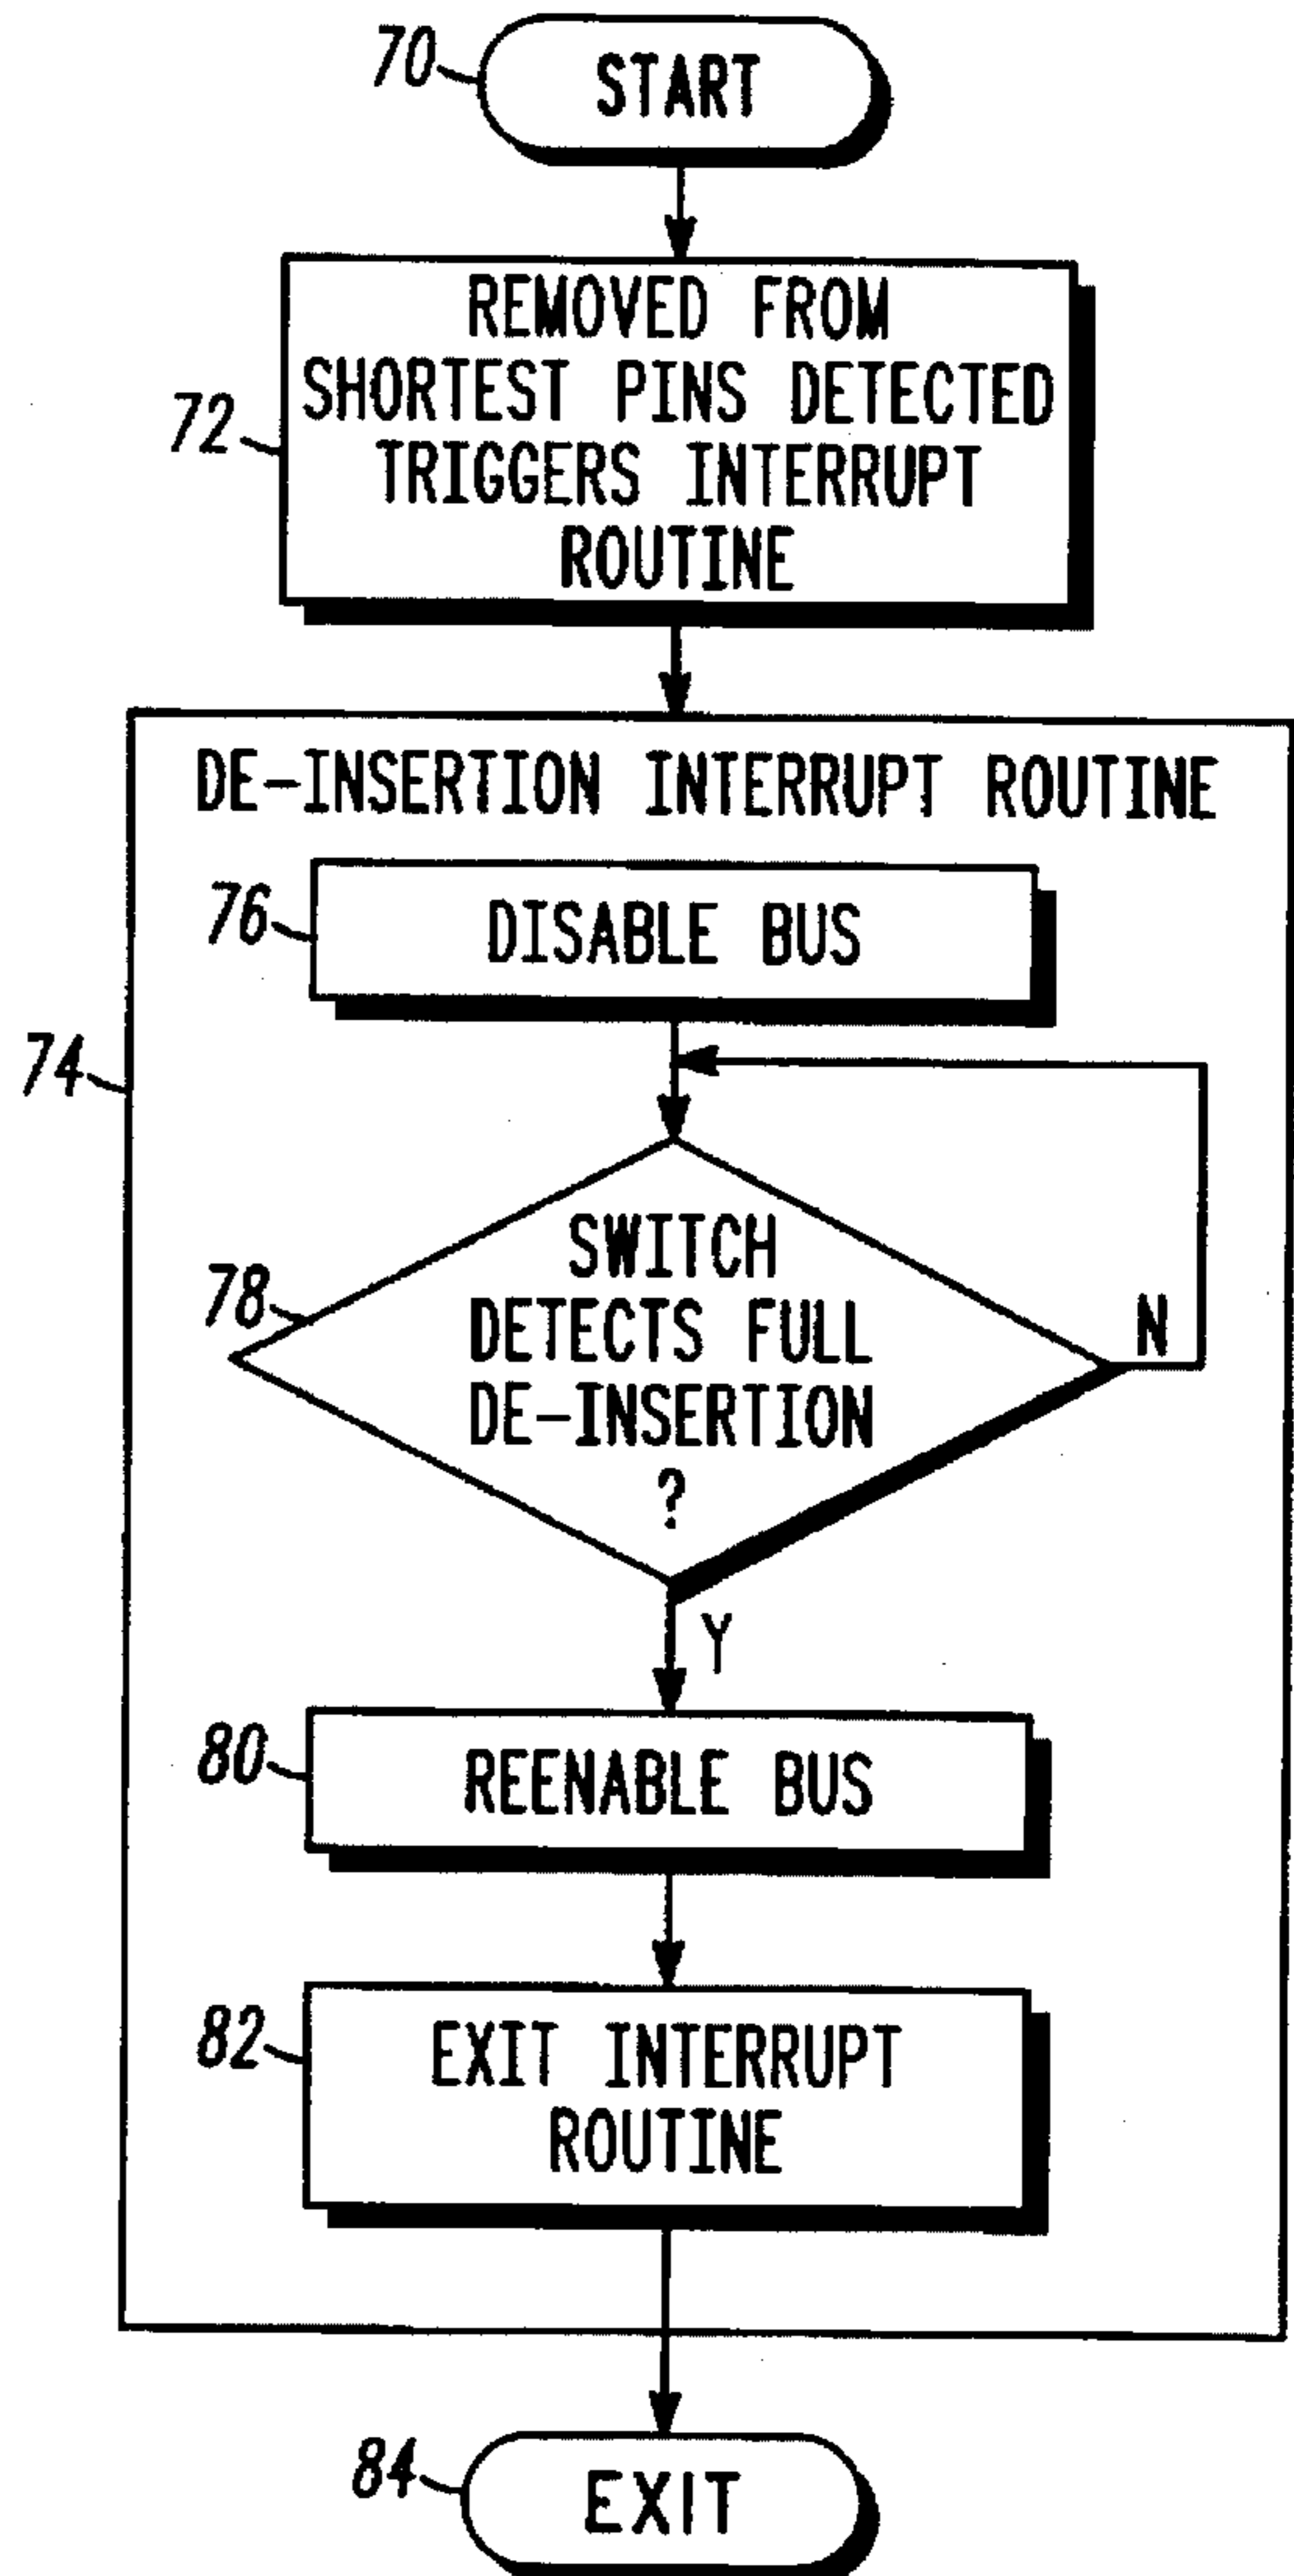 70
START
72
REMOVED FROM
SHORTEST PINS DETECTED
TRIGGERS INTERRUPT
ROUTINE
74
DE-INSERTION INTERRUPT ROUTINE
76
DISABLE BUS
78
SWITCH
DETECTS FULL
DE-INSERTION
?
N
Y
80
REENABLE BUS
82
EXIT INTERRUPT
ROUTINE
84
EXIT